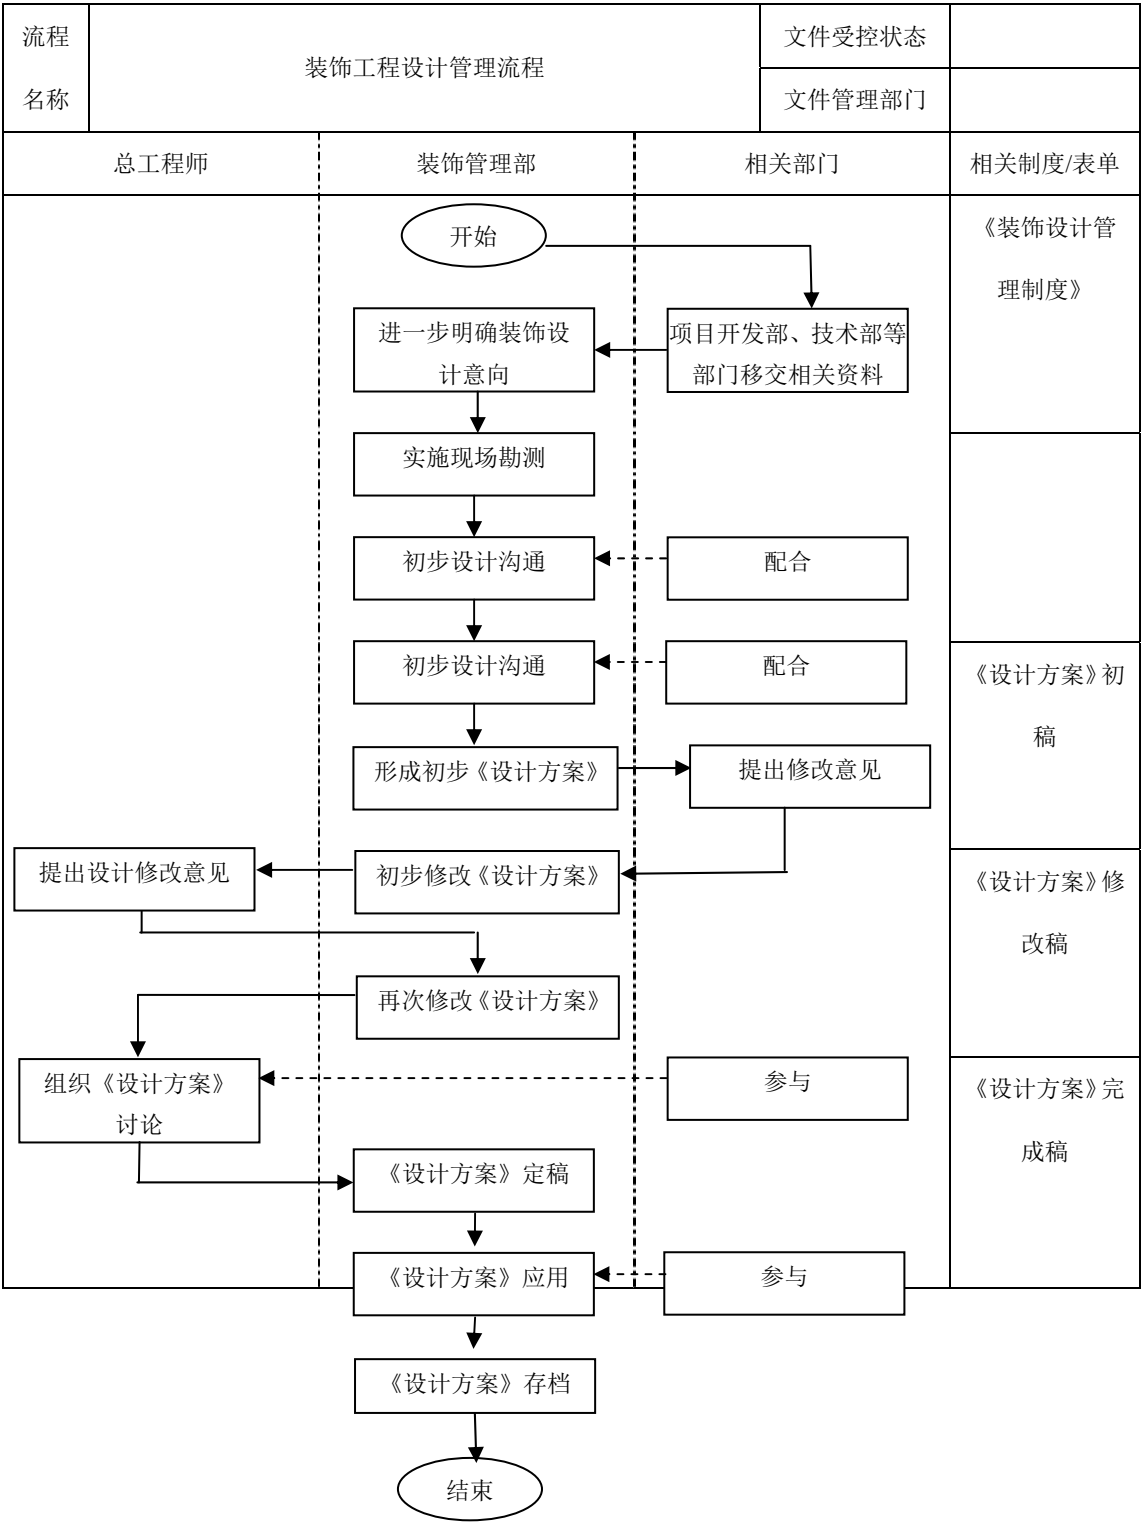 流程
名称
装饰工程设计管理流程
文件受控状态
文件管理部门
总工程师
装饰管理部
相关部门
相关制度/表单
开始
《装饰设计管
理制度》
进一步明确装饰设
计意向
项目开发部、技术部等
部门移交相关资料
实施现场勘测
初步设计沟通
配合
初步设计沟通
配合
《设计方案》初
稿
形成初步《设计方案》
提出修改意见
提出设计修改意见
初步修改《设计方案》
《设计方案》修
改稿
再次修改《设计方案》
组织《设计方案》
讨论
参与
《设计方案》完
成稿
《设计方案》定稿
《设计方案》应用
参与
《设计方案》存档
结束